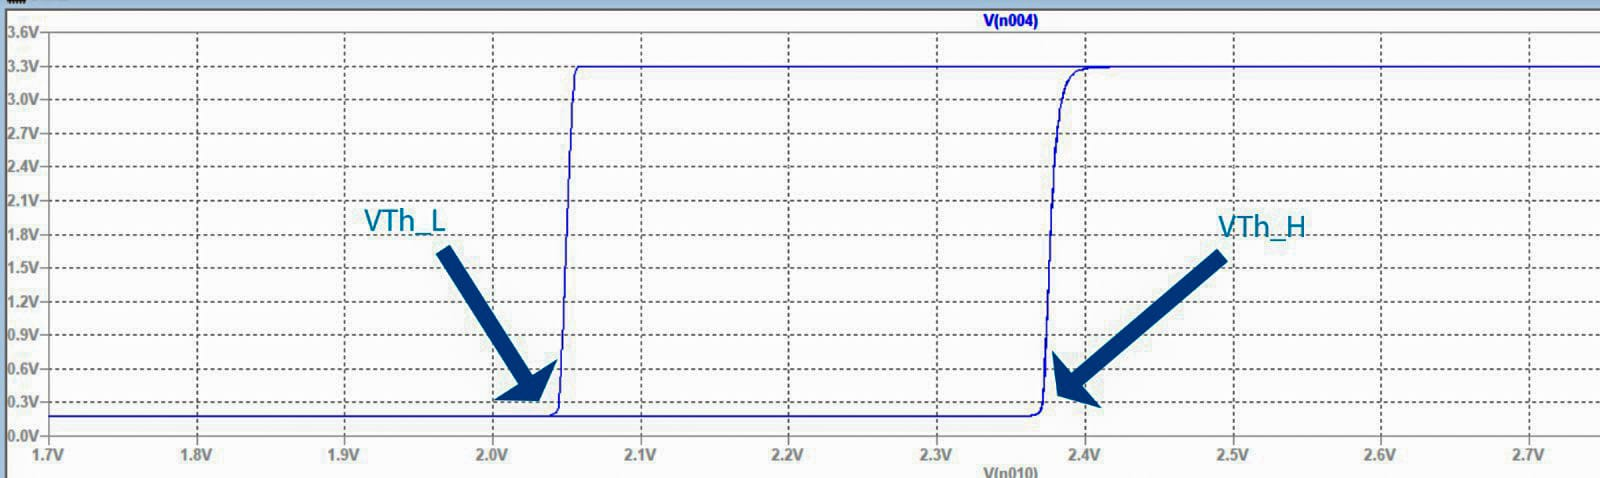 V(n004)
3.6V
3.3V
3.0V
2.7V
2.4V
2.1V
1.8V
1.5V
1.2V
0.9V
0.6V
0.3V
0.0V
VTh_L
VTh_H
1.7V 1.8V 1.9V 2.0V 2.1V 2.2V 2.3V 2.4V 2.5V 2.6V 2.7V
V(n010)